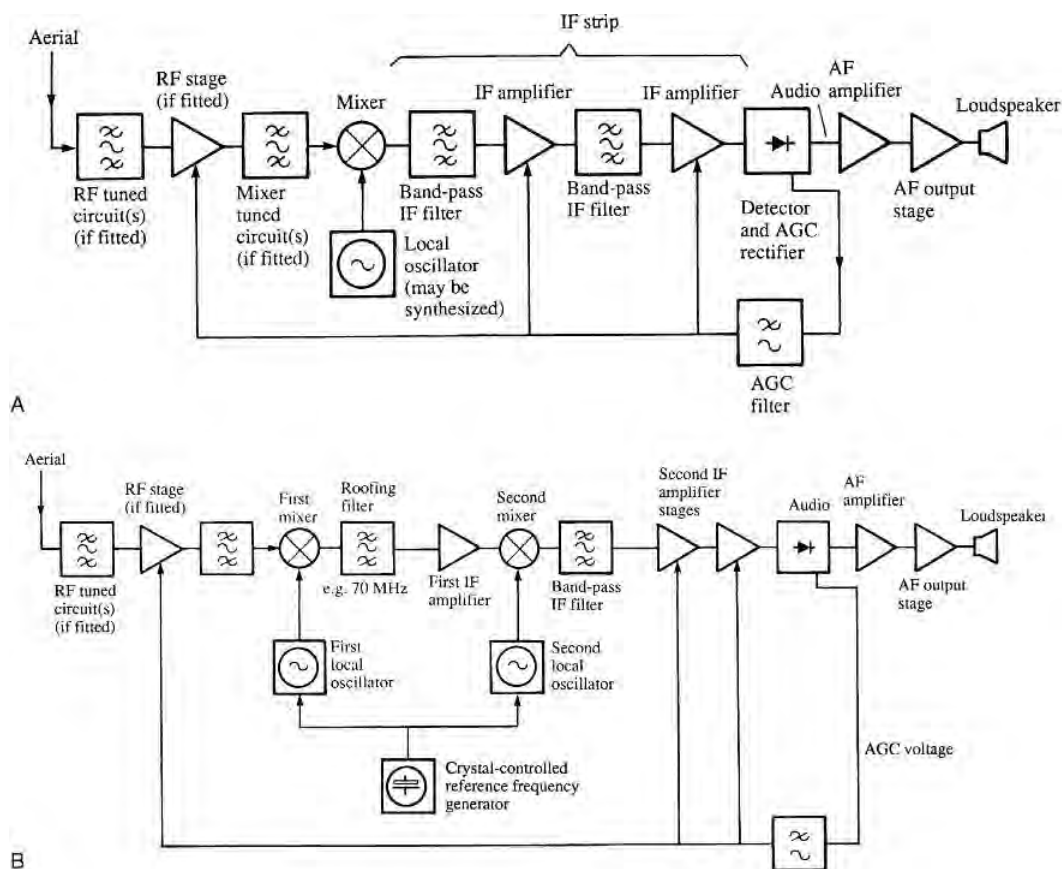 IF strip
Aerial
RF stage
(if fitted)
Mixer
IF amplifier
IF amplifier
Audio
AF
amplifier
Loudspeaker
RF tuned
circuit(s)
(if fitted)
Mixer
tuned
circuit(s)
(if fitted)
Band-pass
IF filter
Band-pass
IF filter
Detector
and AGC
rectifier
AF output
stage
Local
oscillator
(may be
synthesized)
AGC
filter
A
Aerial
RF stage
(if fitted)
First
mixer
Roofing
filter
Second
mixer
Second IF
amplifier
stages
Audio
AF
amplifier
Loudspeaker
RF tuned
circuit(s)
(if fitted)
e.g. 70 MHz
First IF
amplifier
Band-pass
IF filter
AF output
stage
First
local
oscillator
Second
local
oscillator
AGC voltage
Crystal-controlled
reference frequency
generator
B